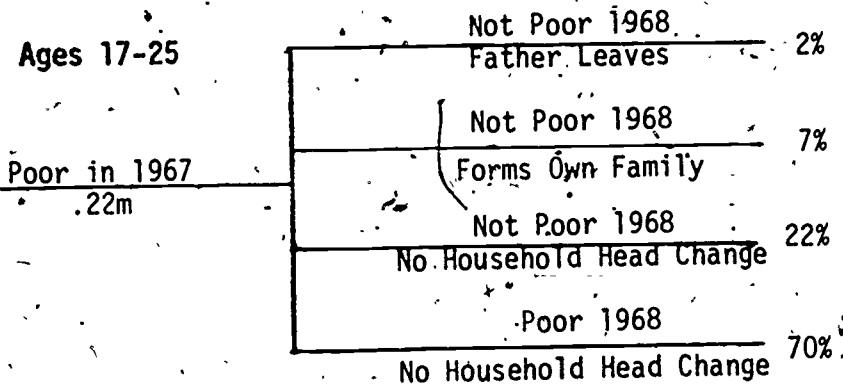 Ages 17-25
Poor in 1967
.22m
Not Poor 1968
Father Leaves
2%
Not Poor 1968
Forms Own Family
7%
Not Poor 1968
No Household Head Change
22%
Poor 1968
No Household Head Change
70%